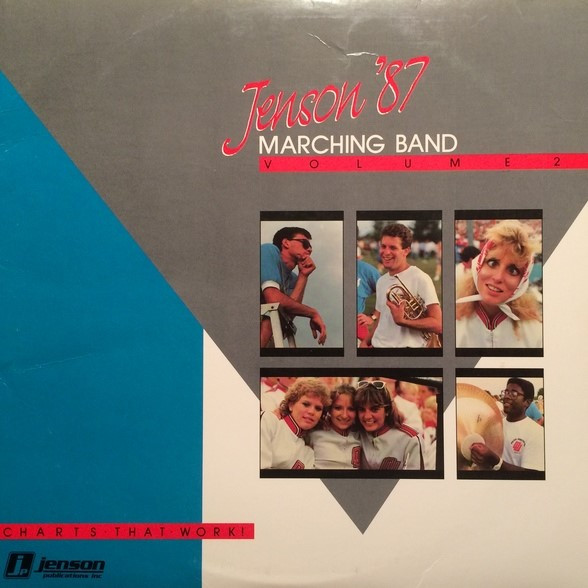 Jenson '87
MARCHING BAND
VOLUME 2
CHARTS·THAT·WORK!
jenson
publications inc